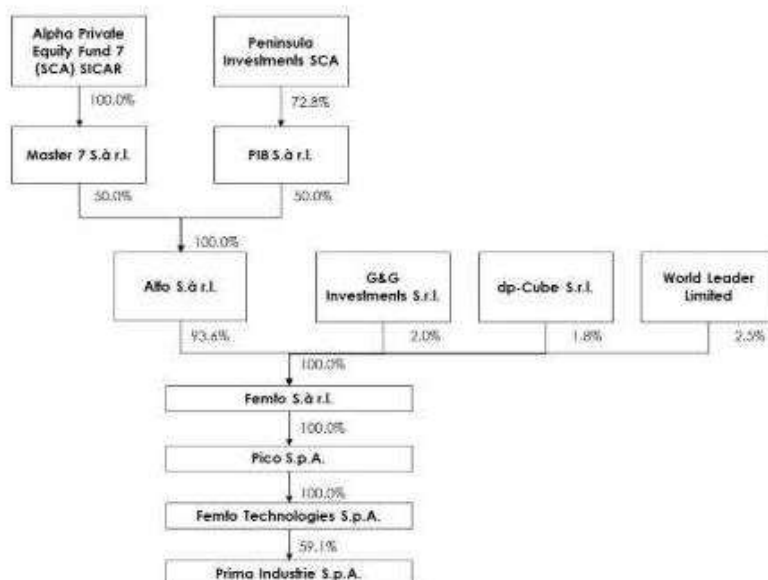 Alpha Private
Equity Fund 7
(SCA) SICAR
Peninsula
Investments SCA
100.0%
72.8%
Master 7 S.à r.l.
PI8 S.à r.l.
50.0%
50.0%
100.0%
Alfo S.à r.l.
G&G
Investments S.r.l.
dp-Cube S.r.l.
World Leader
Limited
93.6%
2.0%
1.8%
2.5%
100.0%
Femto S.à r.l.
100.0%
Pico S.p.A.
100.0%
Femto Technologies S.p.A.
59.1%
Prima Industrie S.p.A.